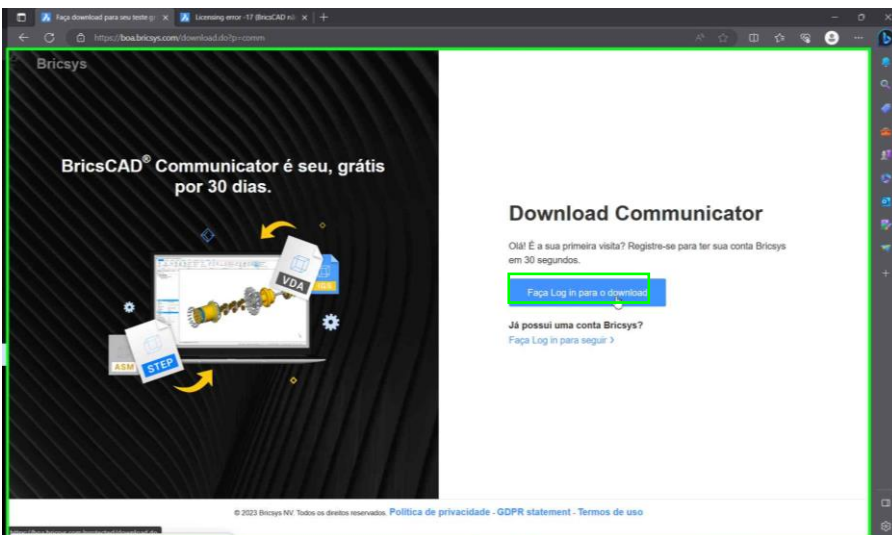 Faça download para seu teste gr
Licensing error -17 (BricsCAD n
https://boa.bricsys.com/download.do?p=comm
Bricsys
BricsCAD® Communicator é seu, grátis
por 30 dias.
VDA
IGS
ASM
STEP
Download Communicator
Olá! É a sua primeira visita? Registre-se para ter sua conta Bricsys
em 30 segundos.
Faça Log in para o download
Já possui uma conta Bricsys?
Faça Log in para seguir >
© 2023 Bricsys NV. Todos os direitos reservados. Política de privacidade - GDPR statement - Termos de uso